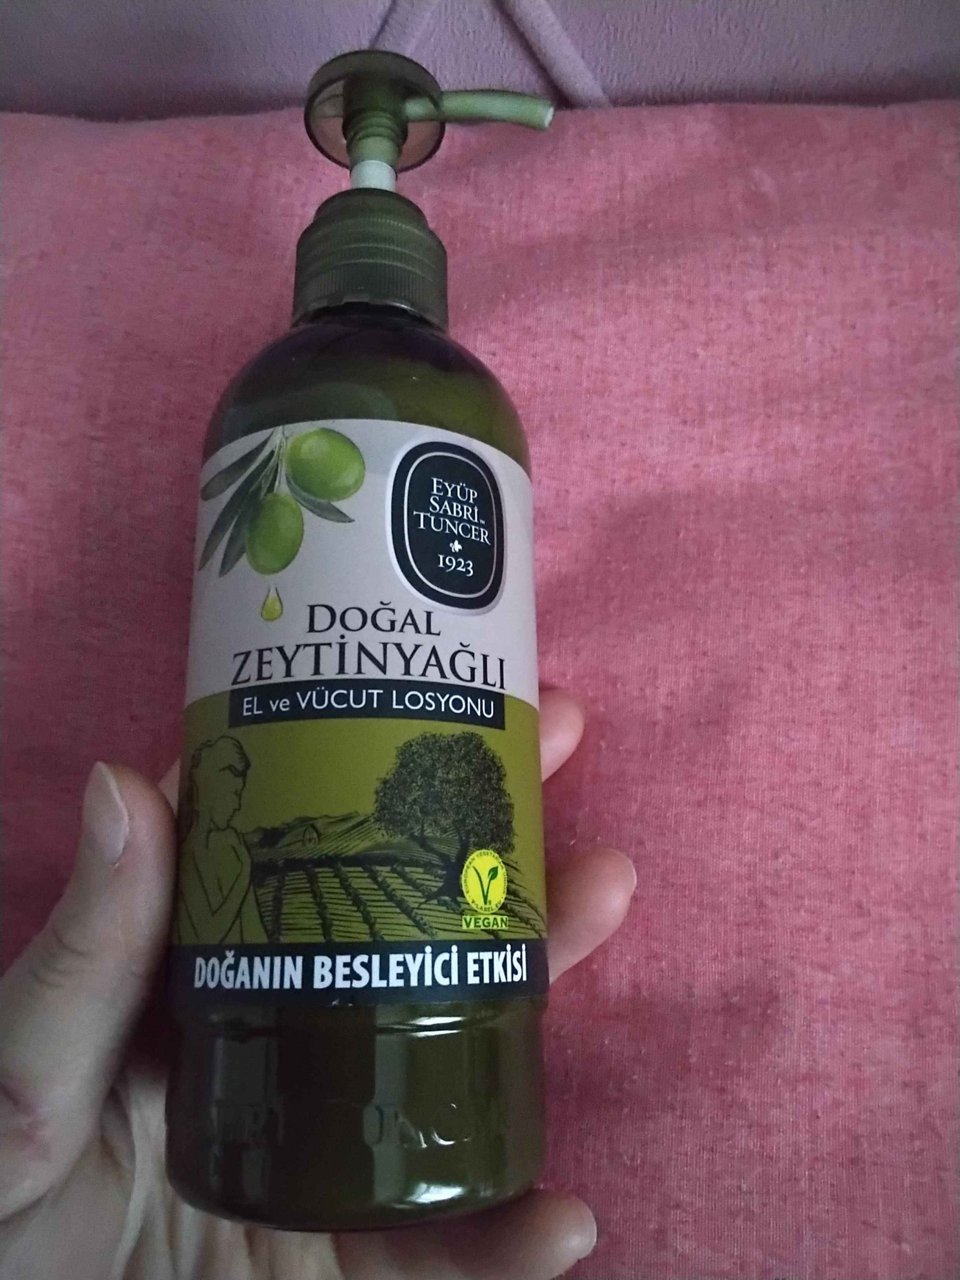 EYÜP
SABRİ
TUNCER
1923
DOĞAL
ZEYTİNYAĞLI
EL ve VÜCUT LOSYONU
VEGAN
DOĞANIN BESLEYİCİ ETKİSİ